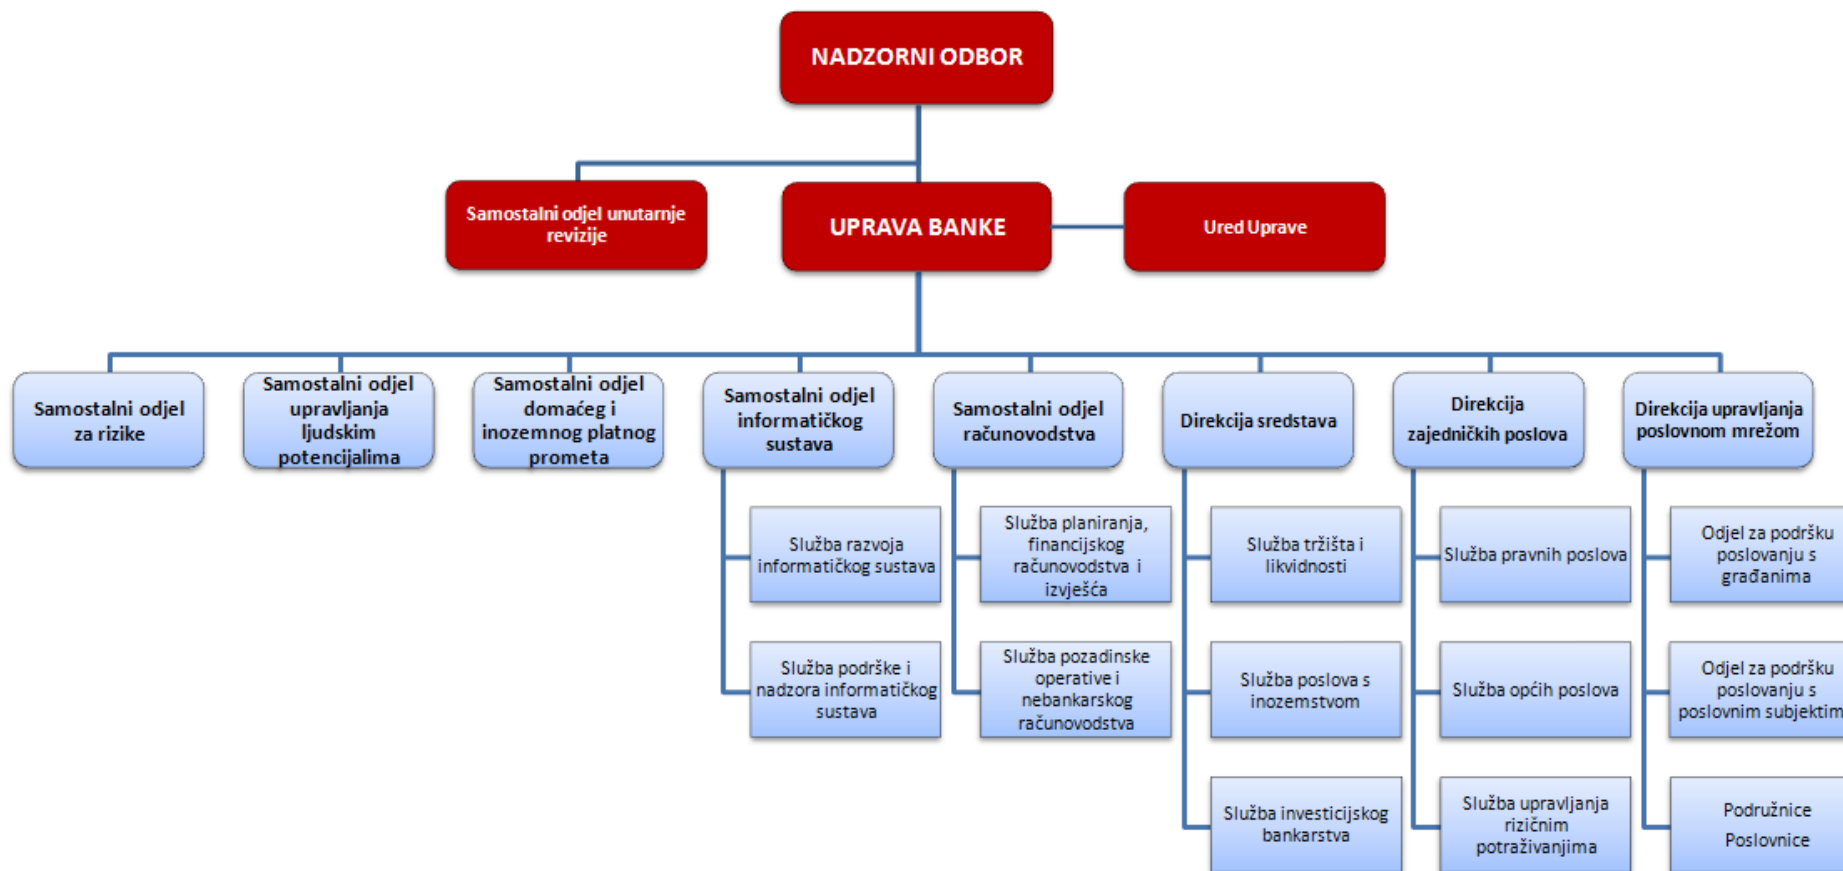 NADZORNI ODBOR
Samostalni odjel unutarnje
revizije
UPRAVA BANKE
Ured Uprave
Samostalni odjel
za rizike
Samostalni odjel
upravljanja
ljudskim
potencijalima
Samostalni odjel
domaćeg i
inozemnog platnog
prometa
Samostalni odjel
informatičkog
sustava
Samostalni odjel
računovodstva
Direkcija sredstava
Direkcija
zajedničkih poslova
Direkcija upravljanja
poslovnom mrežom
Služba razvoja
informatičkog sustava
Služba planiranja,
financijskog
računovodstva i
izvješća
Služba tržišta i
likvidnosti
Služba pravnih poslova
Odjel za podršku
poslovanju s
građanima
Služba podrške i
nadzora informatičkog
sustava
Služba pozadinske
operative i
nebankarskog
računovodstva
Služba poslova s
inozemstvom
Služba općih poslova
Odjel za podršku
poslovanju s
poslovnim subjektim
Služba investicijskog
bankarstva
Služba upravljanja
rizičnim
potraživanjima
Podružnice
Poslovnice